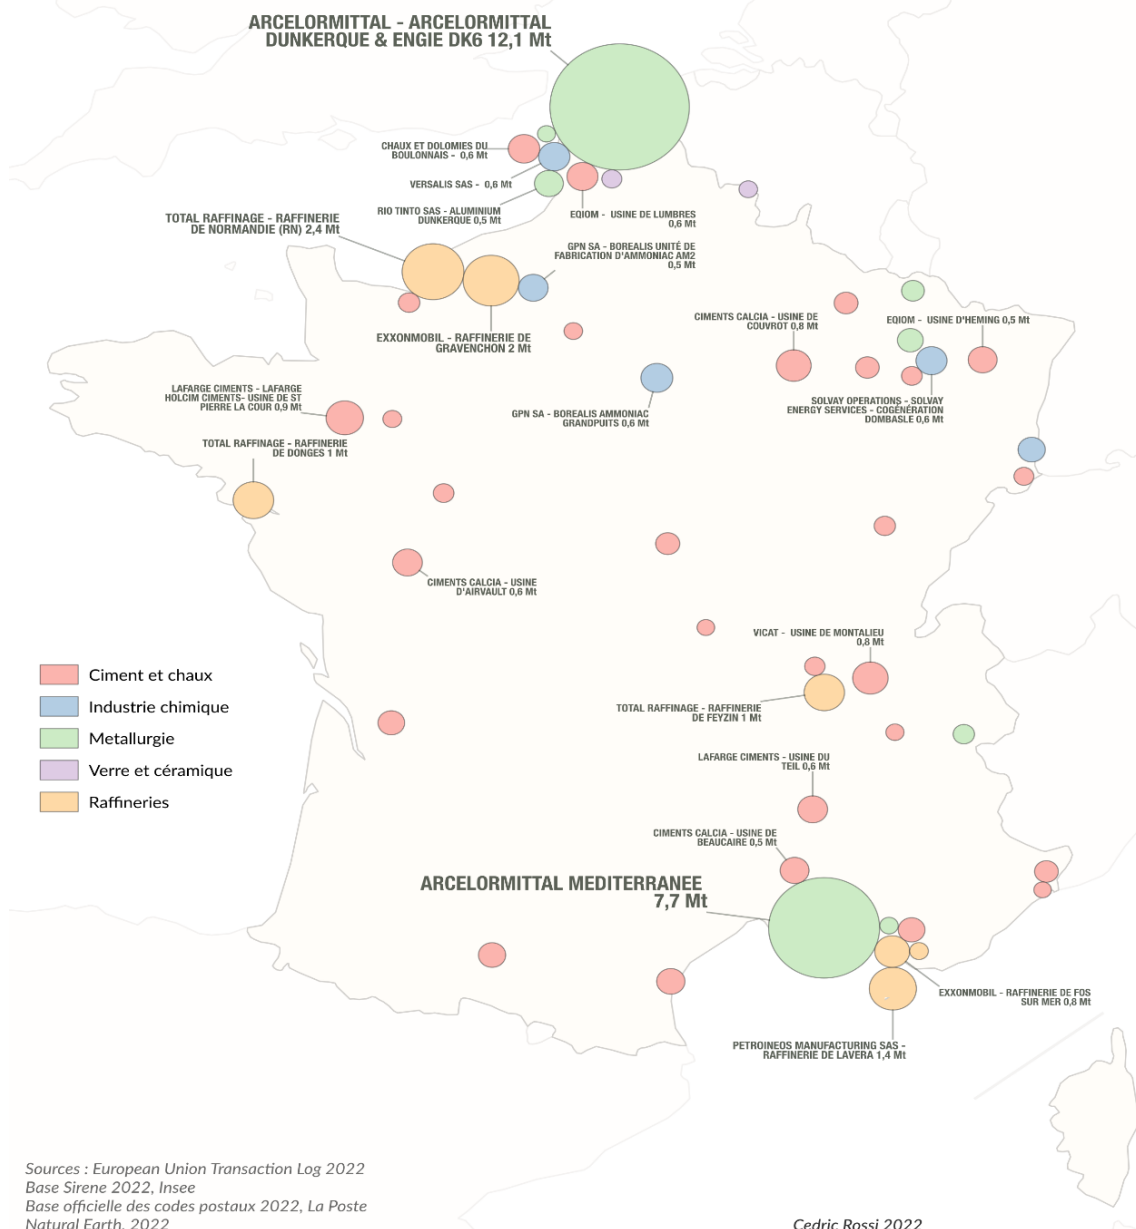 ARCELORMITTAL - ARCELORMITTAL
DUNKERQUE & ENGIE DK6 12,1 Mt
CHAUX ET DOLOMIES DU
BOULONNAIS - 0,6 Mt
VERSALIS SAS - 0,6 Mt
RIO TINTO SAS - ALUMINIUM
DUNKERQUE 0,5 Mt
EQIOM - USINE DE LUMBRES
0,6 Mt
TOTAL RAFFINAGE - RAFFINERIE
DE NORMANDIE (RN) 2,4 Mt
GPN SA - BOREALIS UNITÉ DE
FABRICATION D'AMMONIAC AM2
0,5 Mt
EXXONMOBIL - RAFFINERIE DE
GRAVENCHON 2 Mt
CIMENTS CALCIA - USINE DE
COUVROT 0,8 Mt
EQIOM - USINE D'HEMING 0,5 Mt
LAFARGE CIMENTS - LAFARGE
HOLCIM CIMENTS- USINE DE ST
PIERRE LA COUR 0,9 Mt
GPN SA - BOREALIS AMMONIAC
GRANDPUITS 0,6 Mt
SOLVAY OPERATIONS - SOLVAY
ENERGY SERVICES - COGÉNÉRATION
DOMBASLE 0,6 Mt
TOTAL RAFFINAGE - RAFFINERIE
DE DONGES 1 Mt
CIMENTS CALCIA - USINE
D'AIRVAULT 0,6 Mt
VICAT - USINE DE MONTALIEU
0,8 Mt
Ciment et chaux
Industrie chimique
Metallurgie
Verre et céramique
Raffineries
TOTAL RAFFINAGE - RAFFINERIE
DE FEYZIN 1 Mt
LAFARGE CIMENTS - USINE DU
TEIL 0,6 Mt
CIMENTS CALCIA - USINE DE
BEAUCAIRE 0,5 Mt
ARCELORMITTAL MEDITERRANEE
7,7 Mt
EXXONMOBIL - RAFFINERIE DE FOS
SUR MER 0,8 Mt
PETROINEOS MANUFACTURING SAS -
RAFFINERIE DE LAVERA 1,4 Mt
Sources : European Union Transaction Log 2022
Base Sirene 2022, Insee
Base officielle des codes postaux 2022, La Poste
Natural Earth, 2022
Cedric Rossi 2022